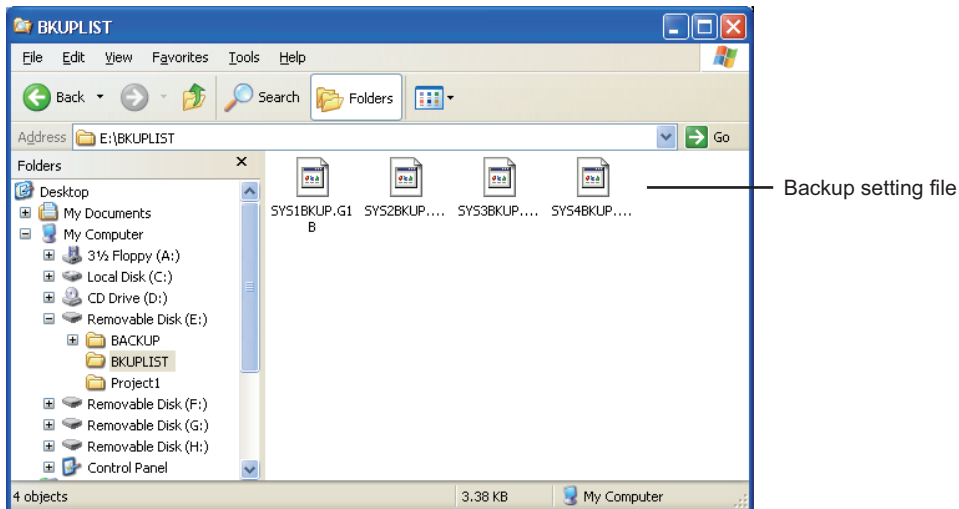 BKUPLIST
File Edit View Favorites Tools Help
Back Search Folders
Address E:\BKUPLIST Go
Folders
Desktop
My Documents
My Computer
3½ Floppy (A:)
Local Disk (C:)
CD Drive (D:)
Removable Disk (E:)
BACKUP
BKUPLIST
Project1
Removable Disk (F:)
Removable Disk (G:)
Removable Disk (H:)
Control Panel
SYS1BKUP.G1 SYS2BKUP.... SYS3BKUP.... SYS4BKUP....
B
Backup setting file
4 objects 3.38 KB My Computer